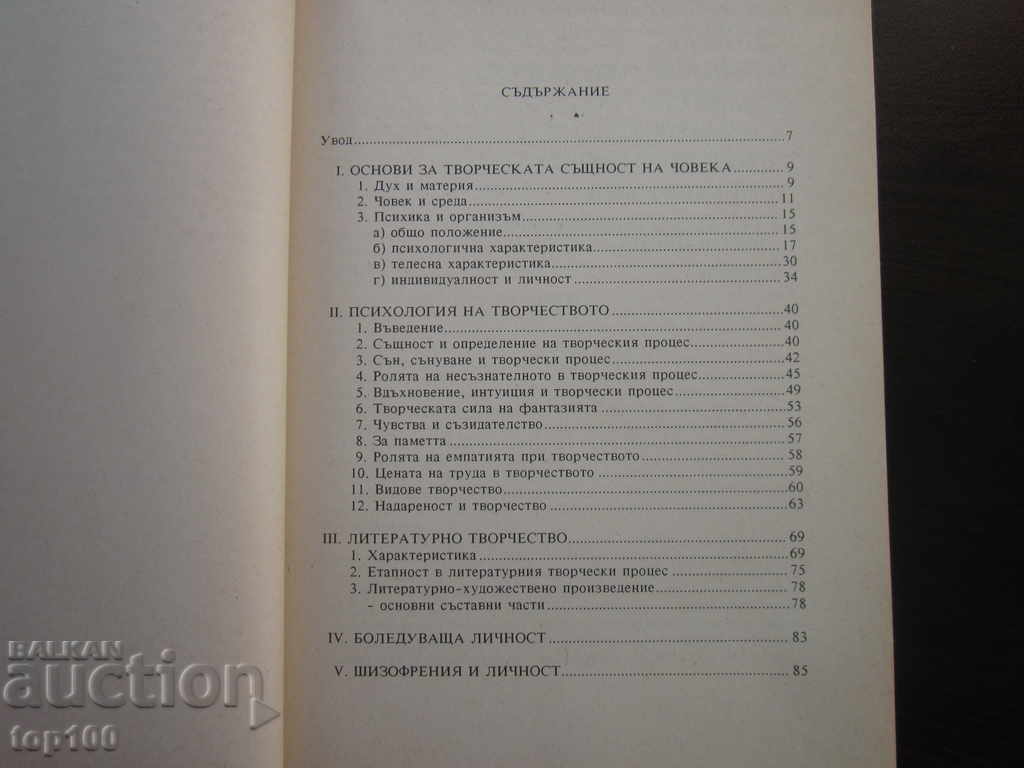 СЪДЪРЖАНИЕ
Увод........................................................................ 7
I. ОСНОВИ ЗА ТВОРЧЕСКАТА СЪЩНОСТ НА ЧОВЕКА............ 9
1. Дух и материя........................................................ 9
2. Човек и среда........................................................ 11
3. Психика и организъм................................................ 15
а) общо положение.................................................... 15
б) психологична характеристика.................................... 17
в) телесна характеристика............................................ 30
г) индивидуалност и личност........................................ 34
II. ПСИХОЛОГИЯ НА ТВОРЧЕСТВОТО................................ 40
1. Въведение............................................................ 40
2. Същност и определение на творческия процес................ 40
3. Сън, сънуване и творчески процес.............................. 42
4. Ролята на несъзнателното в творческия процес............... 45
5. Вдъхновение, интуиция и творчески процес................... 49
6. Творческата сила на фантазията................................. 53
7. Чувства и съзидателство........................................... 56
8. За паметта............................................................ 57
9. Ролята на емпатията при творчеството......................... 58
10. Цената на труда в творчеството ................................ 59
11. Видове творчество................................................. 60
12. Надареност и творчество ......................................... 63
III. ЛИТЕРАТУРНО ТВОРЧЕСТВО...................................... 69
1. Характеристика ..................................................... 69
2. Етапност в литературния творчески процес ................... 75
3. Литературно-художествено произведение....................... 78
- основни съставни части............................................. 78
IV. БОЛЕДУВАЩА ЛИЧНОСТ ........................................... 83
V. ШИЗОФРЕНИЯ И ЛИЧНОСТ......................................... 85
BALKAN
auction
top100